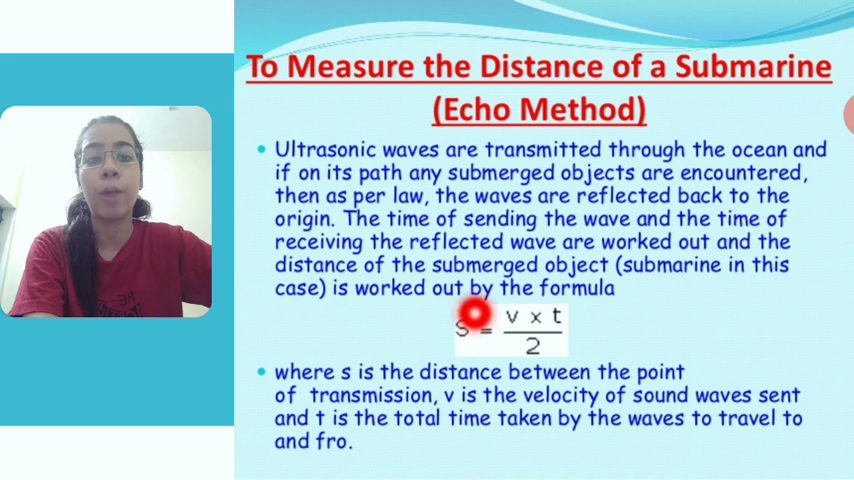 To Measure the Distance of a Submarine
(Echo Method)
• Ultrasonic waves are transmitted through the ocean and
if on its path any submerged objects are encountered,
then as per law, the waves are reflected back to the
origin. The time of sending the wave and the time of
receiving the reflected wave are worked out and the
distance of the submerged object (submarine in this
case) is worked out by the formula
S = v x t / 2
• where s is the distance between the point
of transmission, v is the velocity of sound waves sent
and t is the total time taken by the waves to travel to
and fro.